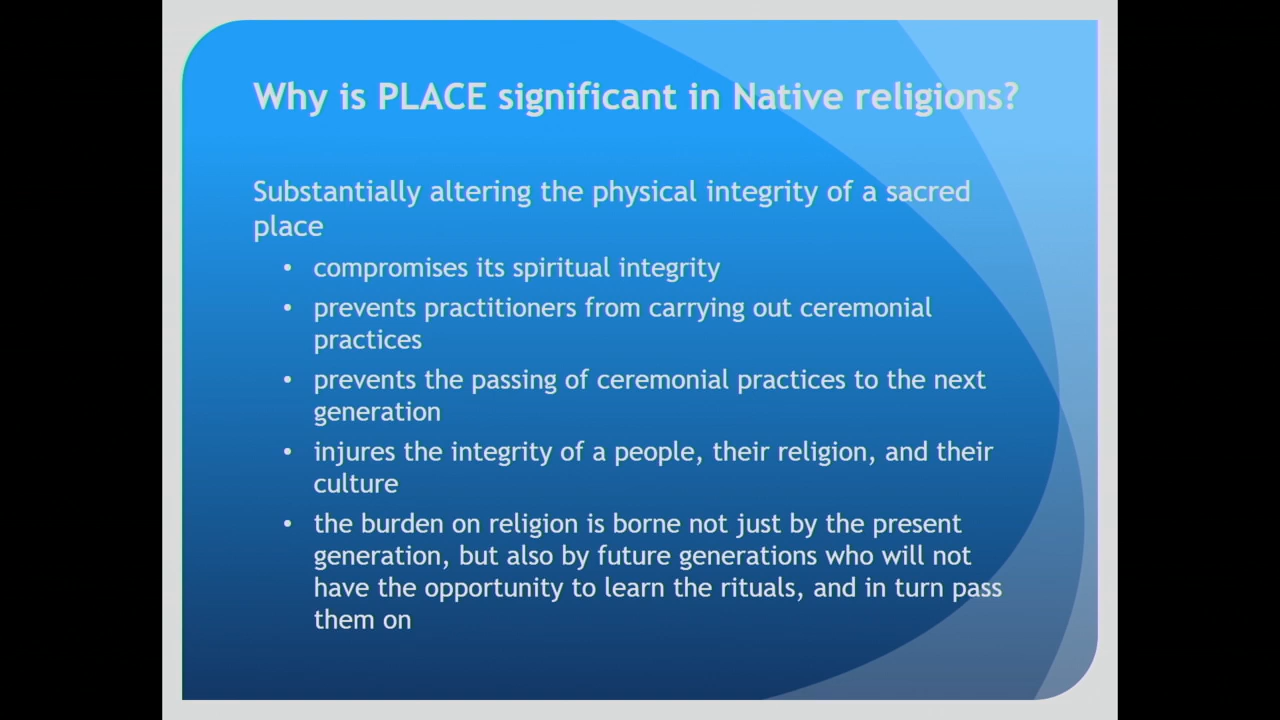 Why is PLACE significant in Native religions?
Substantially altering the physical integrity of a sacred
place
• compromises its spiritual integrity
• prevents practitioners from carrying out ceremonial
practices
• prevents the passing of ceremonial practices to the next
generation
• injures the integrity of a people, their religion, and their
culture
• the burden on religion is borne not just by the present
generation, but also by future generations who will not
have the opportunity to learn the rituals, and in turn pass
them on